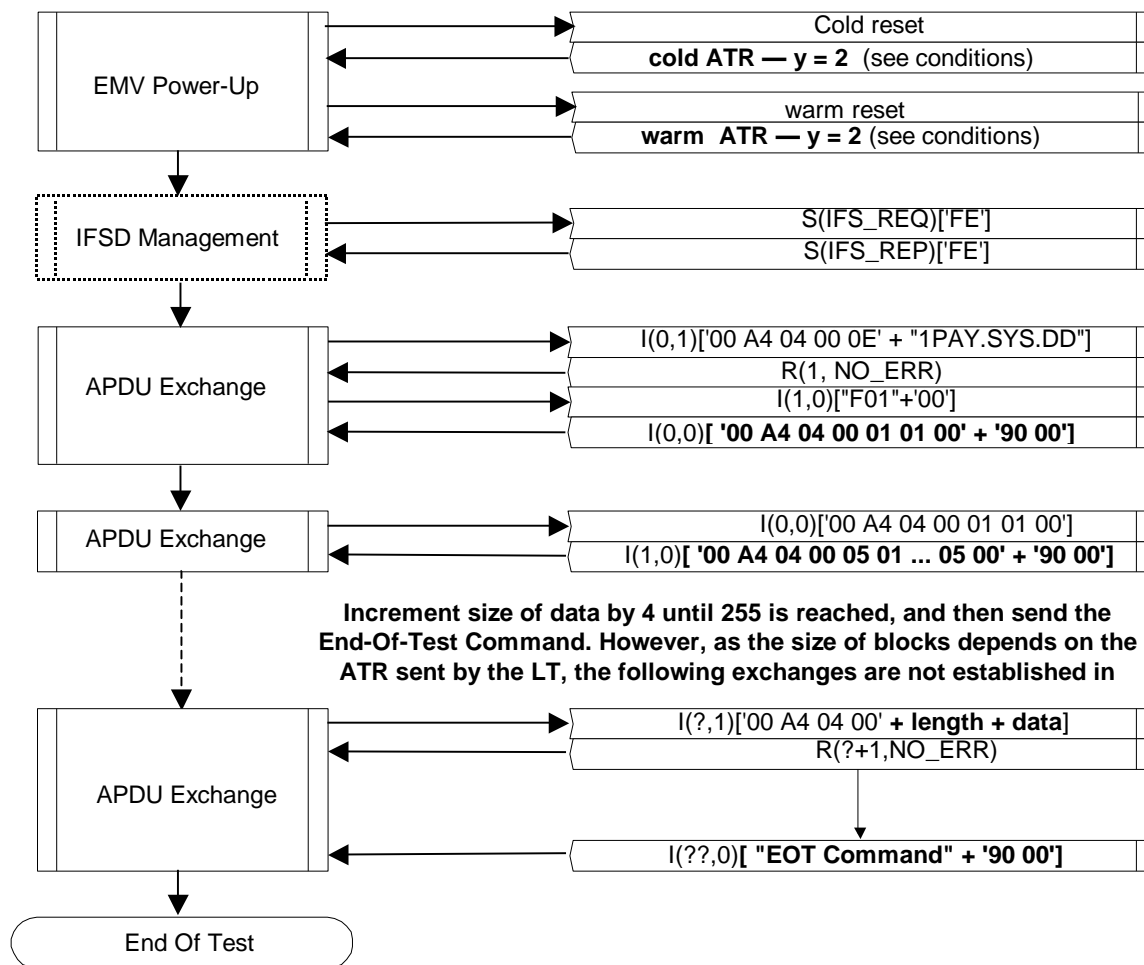 Cold reset
cold ATR — y = 2 (see conditions)
EMV Power-Up
warm reset
warm ATR — y = 2 (see conditions)
IFSD Management
S(IFS_REQ)['FE']
S(IFS_REP)['FE']
I(0,1)['00 A4 04 00 0E' + "1PAY.SYS.DD"]
APDU Exchange
R(1, NO_ERR)
I(1,0)["F01"+'00']
I(0,0)[ '00 A4 04 00 01 01 00' + '90 00']
APDU Exchange
I(0,0)['00 A4 04 00 01 01 00']
I(1,0)[ '00 A4 04 00 05 01 ... 05 00' + '90 00']
Increment size of data by 4 until 255 is reached, and then send the
End-Of-Test Command. However, as the size of blocks depends on the
ATR sent by the LT, the following exchanges are not established in
I(?,1)['00 A4 04 00' + length + data]
R(?+1,NO_ERR)
APDU Exchange
I(??,0)[ "EOT Command" + '90 00']
End Of Test